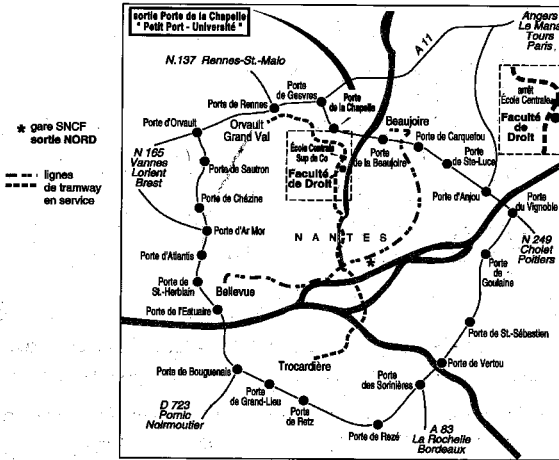 sortie Porte de la Chapelle
" Petit Port - Université "
Angers
Le Mans
Tours
Paris
A 11
N.137 Rennes-St.-Malo
Porte
de Gesvres
Porte
de la Chapelle
Porte de Rennes
Beaujoire
arrêt
École Centrale
Faculté
de
Droit
Porte d'Orvault
Orvault
Grand Val
École Centrale
Sup de Co
Faculté
de Droit
Porte
de la Beaujoire
Porte de Carquefou
Porte
de Ste-Luce
* gare SNCF
sortie NORD
N 165
Vannes
Lorient
Brest
Porte de Sautron
lignes
de tramway
en service
Porte de Chézine
Porte d'Anjou
Porte
du Vignoble
Porte d'Ar Mor
NANTES
*
N 249
Cholet
Poitiers
Porte d'Atlantis
Porte de
St.-Herblain
Bellevue
Porte
de
Goulaine
Porte de l'Estuaire
Porte de St.-Sébastien
Trocardière
Porte de Vertou
Porte de Bouguenais
Porte
de Grand-Lieu
Porte
de Retz
Porte
des Sorinières
D 723
Pornic
Noirmoutier
Porte de Rezé
A 83
La Rochelle
Bordeaux